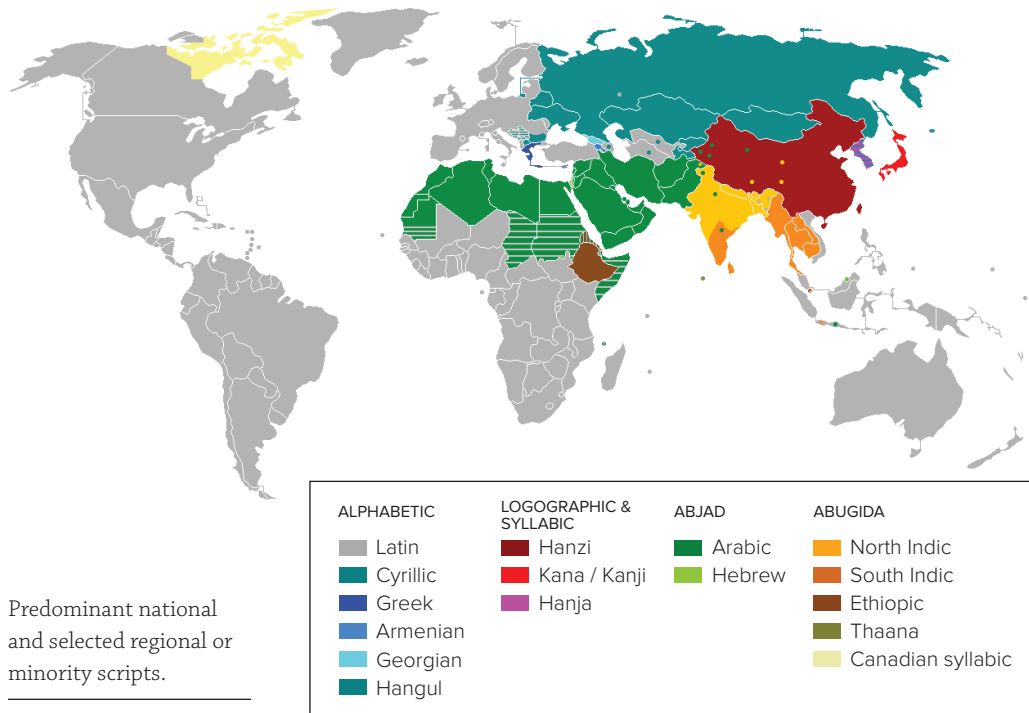 ALPHABETIC
Latin
Cyrillic
Greek
Armenian
Georgian
Hangul
LOGOGRAPHIC &
SYLLABIC
Hanzi
Kana / Kanji
Hanja
ABJAD
Arabic
Hebrew
ABUGIDA
North Indic
South Indic
Ethiopic
Thaana
Canadian syllabic
Predominant national
and selected regional or
minority scripts.